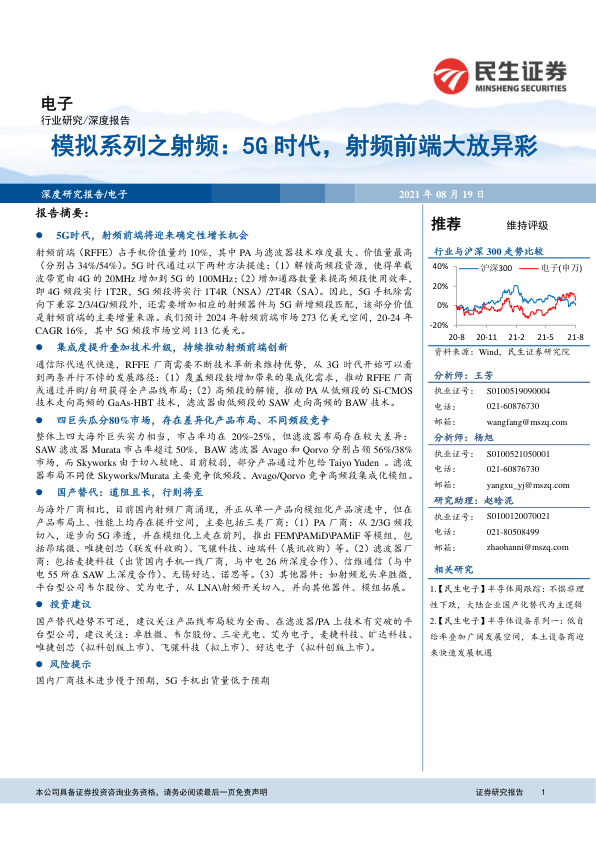 民生证券
MINSHENG SECURITIES
电子
行业研究/深度报告
模拟系列之射频：5G 时代，射频前端大放异彩
深度研究报告/电子
2021 年 08 月 19 日
报告摘要：
● 5G时代，射频前端将迎来确定性增长机会
射频前端（RFFE）占手机价值量约 10%，其中 PA 与滤波器技术难度最大、价值量最高
（分别占 34%/54%）。5G 时代通过以下两种方法提速：（1）解锁高频段资源，使得单载
波带宽由 4G 的 20MHz 增加到 5G 的 100MHz；（2）增加通路数量来提高频段使用效率，
即 4G 频段实行 1T2R，5G 频段将实行 1T4R（NSA）/2T4R（SA）。因此，5G 手机除需
向下兼容 2/3/4G/频段外，还需要增加相应的射频器件与 5G 新增频段匹配，该部分价值
是射频前端的主要增量来源。我们预计 2024 年射频前端市场 273 亿美元空间，20-24 年
CAGR 16%，其中 5G 频段市场空间 113 亿美元。
● 集成度提升叠加技术升级，持续推动射频前端创新
通信际代迭代快速，RFFE 厂商需要不断技术革新来维持优势，从 3G 时代开始可以看
到两条并行不悖的发展路径：（1）覆盖频段数增加带来的集成化需求，推动 RFFE 厂商
或通过并购/自研获得全产品线布局；（2）高频段的解锁，推动 PA 从低频段的 Si-CMOS
技术走向高频的 GaAs-HBT 技术，滤波器由低频段的 SAW 走向高频的 BAW 技术。
● 四巨头瓜分80%市场，存在差异化产品布局、不同频段竞争
整体上四大海外巨头实力相当，市占率均在 20%-25%，但滤波器布局存在较大差异：
SAW 滤波器 Murata 市占率超过 50%，BAW 滤波器 Avago 和 Qorvo 分别占领 56%/38%
市场，而 Skyworks 由于切入较晚、目前较弱，部分产品通过外包给 Taiyo Yuden 。滤波
器布局不同使 Skyworks/Murata 主要竞争低频段、Avago/Qorvo 竞争高频段集成化模组。
● 国产替代：道阻且长，行则将至
与海外厂商相比，目前国内射频厂商涌现，并正从单一产品向模组化产品演进中，但在
产品布局上、性能上均存在提升空间，主要包括三类厂商：（1）PA 厂商：从 2/3G 频段
切入，逐步向 5G 渗透，并在模组化上走在前列，推出 FEM\PAMiD\PAMiF 等模组，包
括昂瑞微、唯捷创芯（联发科收购）、飞骧科技、迪瑞科（展讯收购）等。（2）滤波器厂
商：包括麦捷科技（出货国内手机一线厂商，与中电 26 所深度合作）、信维通信（与中
电 55 所在 SAW 上深度合作）、无锡好达、诺思等。（3）其他器件：如射频龙头卓胜微，
平台型公司韦尔股份、艾为电子，从 LNA\射频开关切入，并向其他器件、模组拓展。
● 投资建议
国产替代趋势不可逆，建议关注产品线布局较为全面、在滤波器/PA 上技术有突破的平
台型公司，建议关注：卓胜微、韦尔股份、三安光电、艾为电子，麦捷科技、旷达科技、
唯捷创芯（拟科创版上市）、飞骧科技（拟上市）、好达电子（拟科创版上市）。
● 风险提示
国内厂商技术进步慢于预期，5G 手机出货量低于预期
推荐 维持评级
行业与沪深 300 走势比较
沪深300 电子(申万)
40%
20%
0%
-20%
20-8 20-11 21-2 21-5 21-8
资料来源：Wind，民生证券研究院
分析师：王芳
执业证号： S0100519090004
电话： 021-60876730
邮箱： wangfang@mszq.com
分析师：杨旭
执业证号： S0100521050001
电话： 021-60876730
邮箱： yangxu_yj@mszq.com
研究助理：赵晗泥
执业证号： S0100120070021
电话： 021-80508499
邮箱： zhaohanni@mszq.com
相关研究
1.【民生电子】半导体周跟踪：不惧非理
性下跌，大陆企业国产化替代为主逻辑
2.【民生电子】半导体设备系列一：低自
给率叠加广阔发展空间，本土设备商迎
来快速发展机遇
本公司具备证券投资咨询业务资格，请务必阅读最后一页免责声明
证券研究报告 1